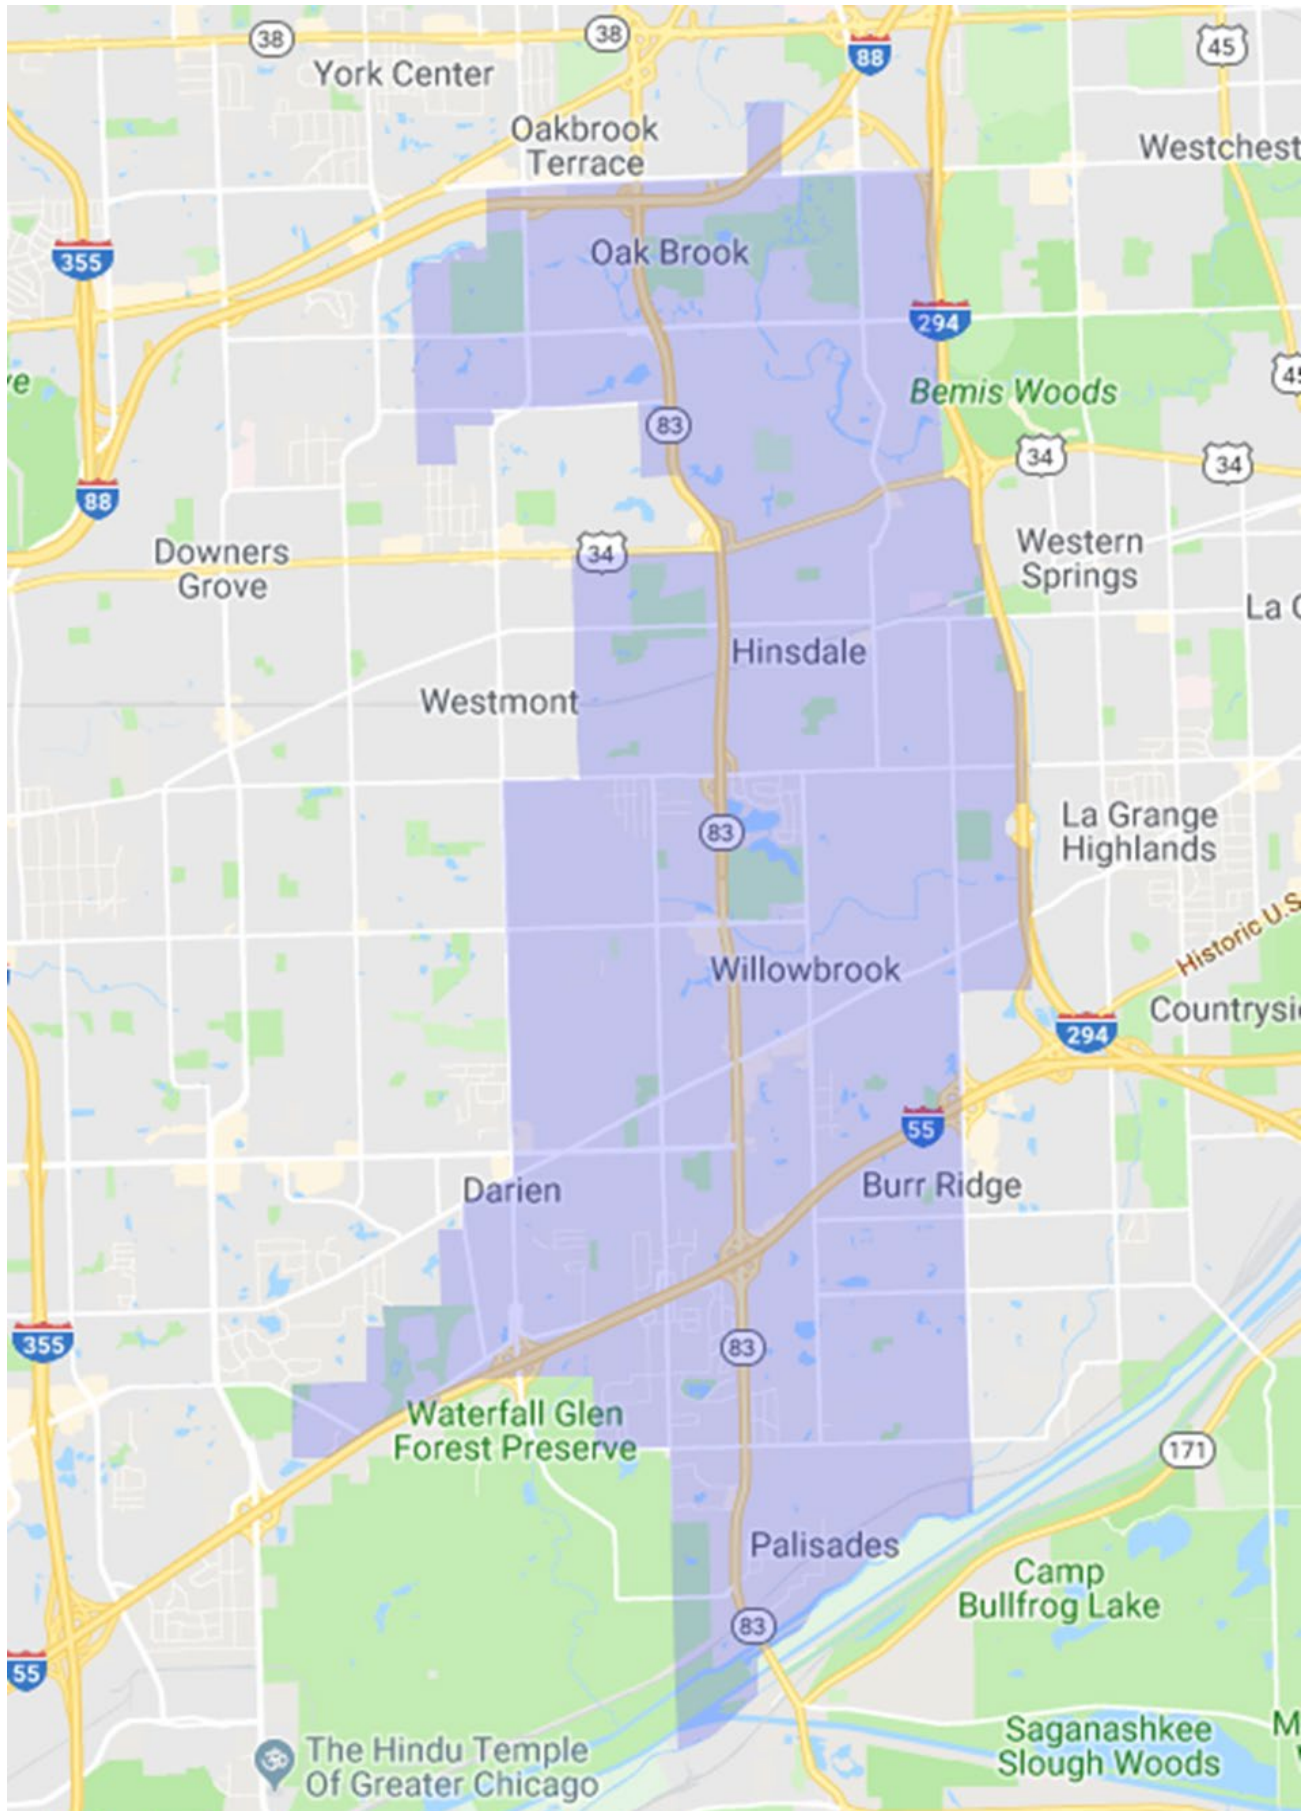 38
38
88
45
York Center
Oakbrook
Terrace
Westchest
355
Oak Brook
294
Bemis Woods
83
34
34
88
34
Downers
Grove
Western
Springs
Hinsdale
Westmont
83
La Grange
Highlands
Historic U.S
Willowbrook
Countrysi
294
55
Darien
Burr Ridge
355
83
Waterfall Glen
Forest Preserve
171
Palisades
Camp
Bullfrog Lake
83
55
The Hindu Temple
Of Greater Chicago
Saganashkee
Slough Woods